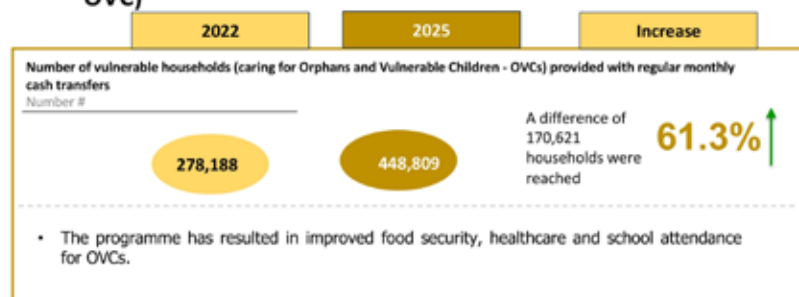 OVC)
2022 2025 Increase
Number of vulnerable households (caring for Orphans and Vulnerable Children - OVCs) provided with regular monthly
cash transfers
Number #
278,188
448,809
A difference of
170,621
households were
reached
61.3%
• The programme has resulted in improved food security, healthcare and school attendance
for OVCs.